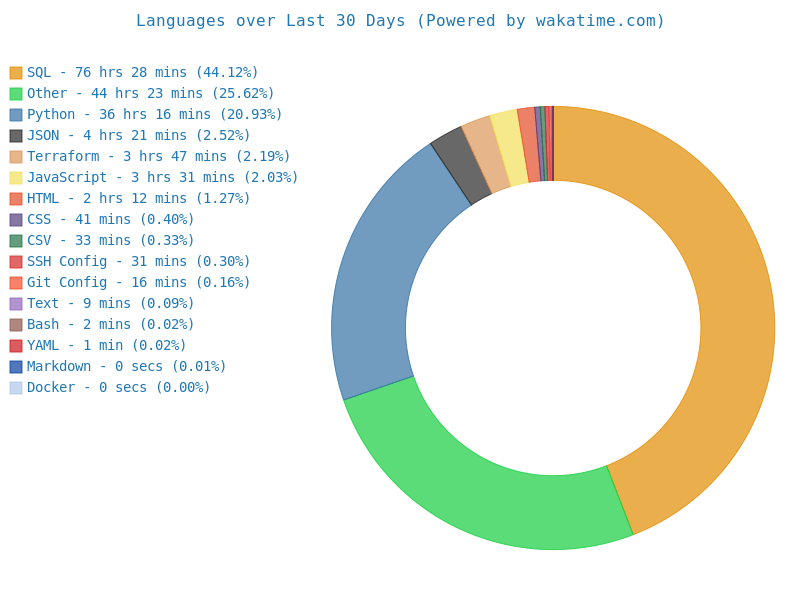 Languages over Last 30 Days (Powered by wakatime.com)
SQL - 76 hrs 28 mins (44.12%)
Other - 44 hrs 23 mins (25.62%)
Python - 36 hrs 16 mins (20.93%)
JSON - 4 hrs 21 mins (2.52%)
Terraform - 3 hrs 47 mins (2.19%)
JavaScript - 3 hrs 31 mins (2.03%)
HTML - 2 hrs 12 mins (1.27%)
CSS - 41 mins (0.40%)
CSV - 33 mins (0.33%)
SSH Config - 31 mins (0.30%)
Git Config - 16 mins (0.16%)
Text - 9 mins (0.09%)
Bash - 2 mins (0.02%)
YAML - 1 min (0.02%)
Markdown - 0 secs (0.01%)
Docker - 0 secs (0.00%)